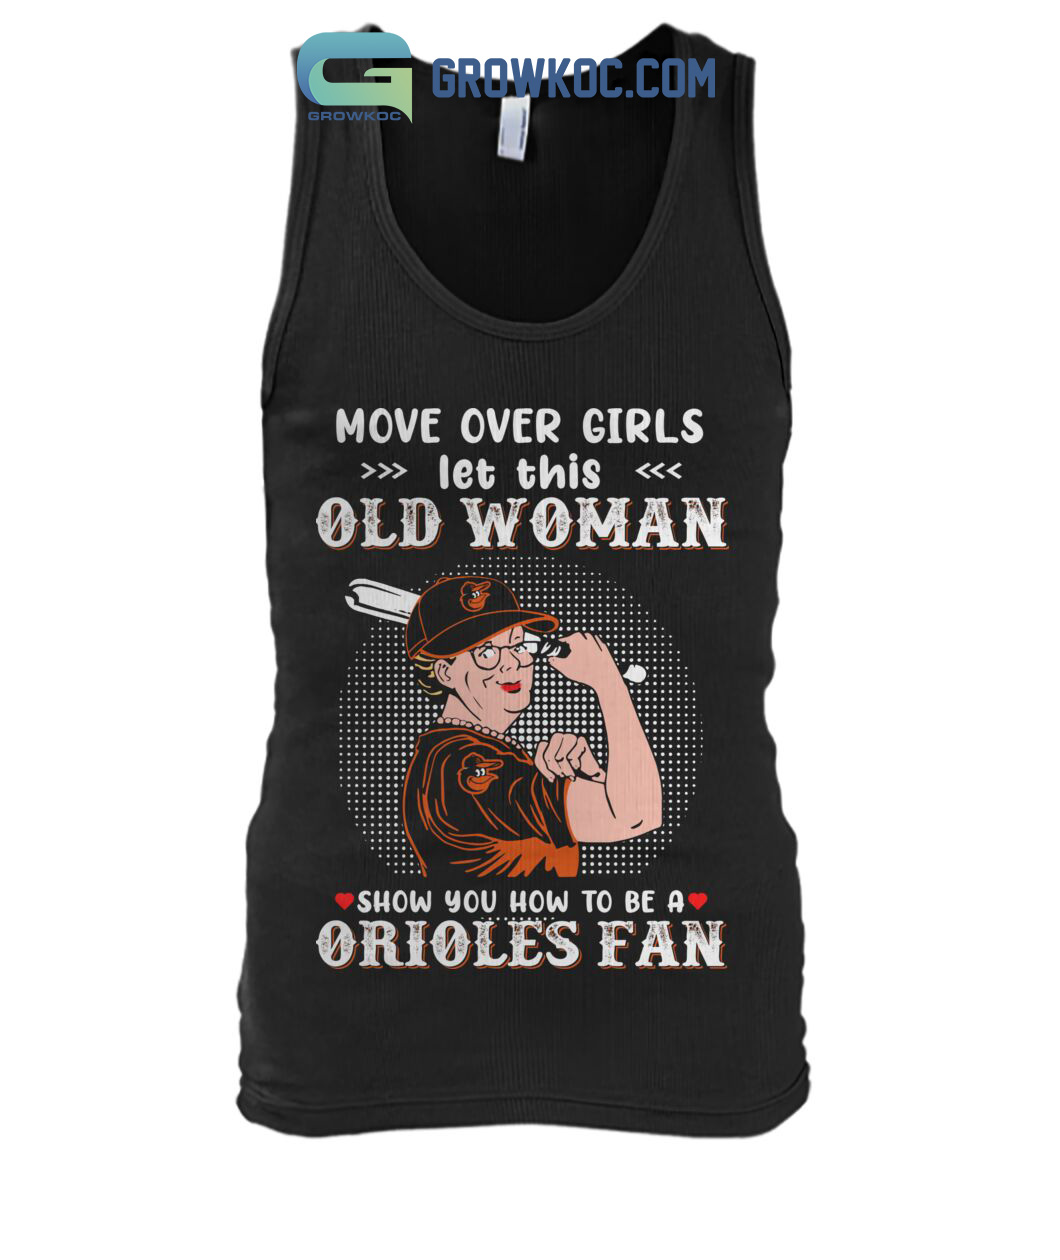 GROWKOC.COM
GROWKOC
MOVE OVER GIRLS
>>> let this <<<
OLD WOMAN
SHOW YOU HOW TO BE A
ORIOLES FAN